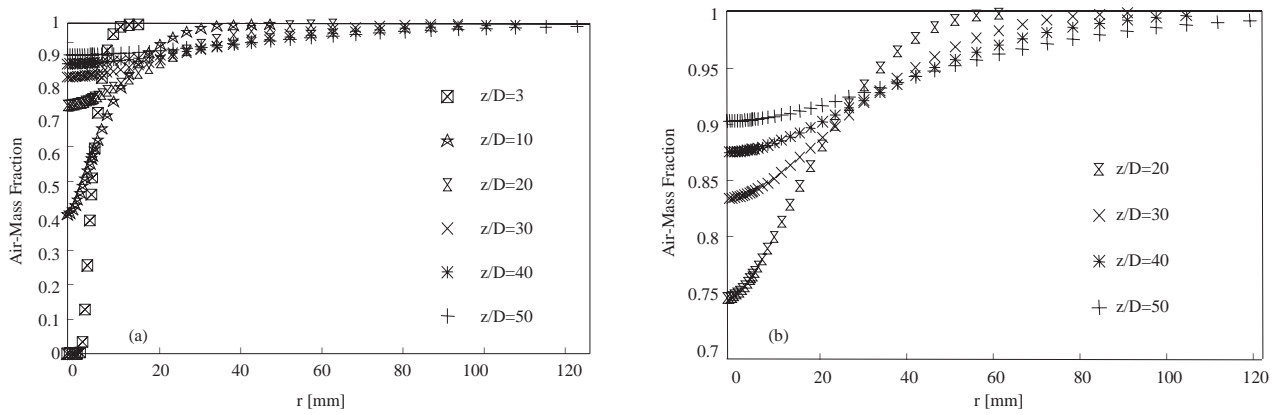 1
0.9
0.8
0.7
0.6
0.5
0.4
0.3
0.2
0.1
0
Air-Mass Fraction
0 20 40 60 80 100 120
r [mm]
(a)
z/D=3
z/D=10
z/D=20
z/D=30
z/D=40
z/D=50
1
0.95
0.9
0.85
0.8
0.75
0.7
Air-Mass Fraction
0 20 40 60 80 100 120
r [mm]
(b)
z/D=20
z/D=30
z/D=40
z/D=50